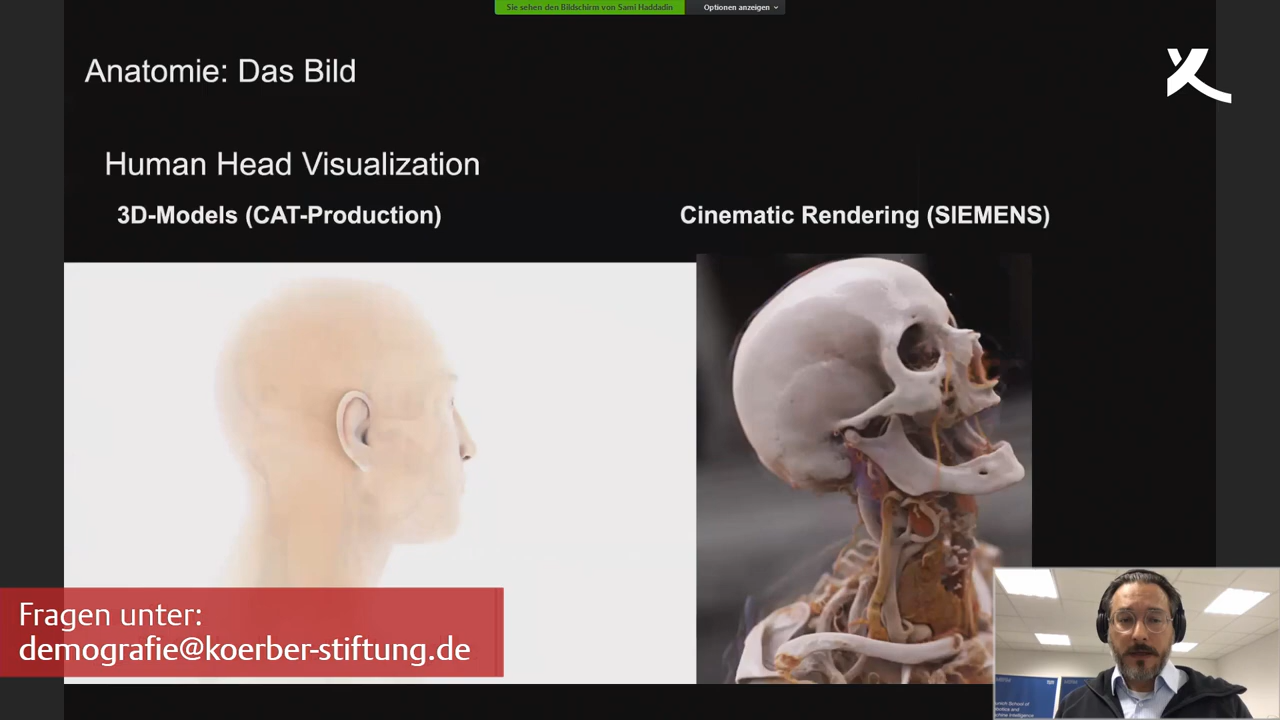 Sie sehen den Bildschirm von Sami Haddadin
Optionen anzeigen
Anatomie: Das Bild
Human Head Visualization
3D-Models (CAT-Production)
Cinematic Rendering (SIEMENS)
Fragen unter:
demografie@koerber-stiftung.de